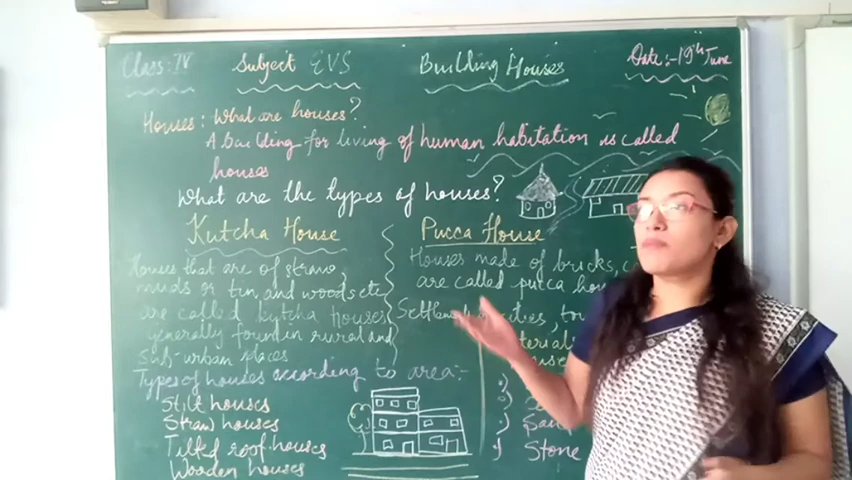 Class: IV Subject EVS Building Houses Date:-19th June
Houses: What are houses?
A building for living of human habitation is called
houses
What are the types of houses?
Kutcha House
Houses that are of straw,
muds or tin, and woods etc
are called kutcha houses
generally found in rural and
Sub-urban places
Pucca House
Houses made of bricks,
are called pucca
Types of houses according to area:-
Stilt houses
Straw houses
Tilted roof houses
Wooden houses
Stone